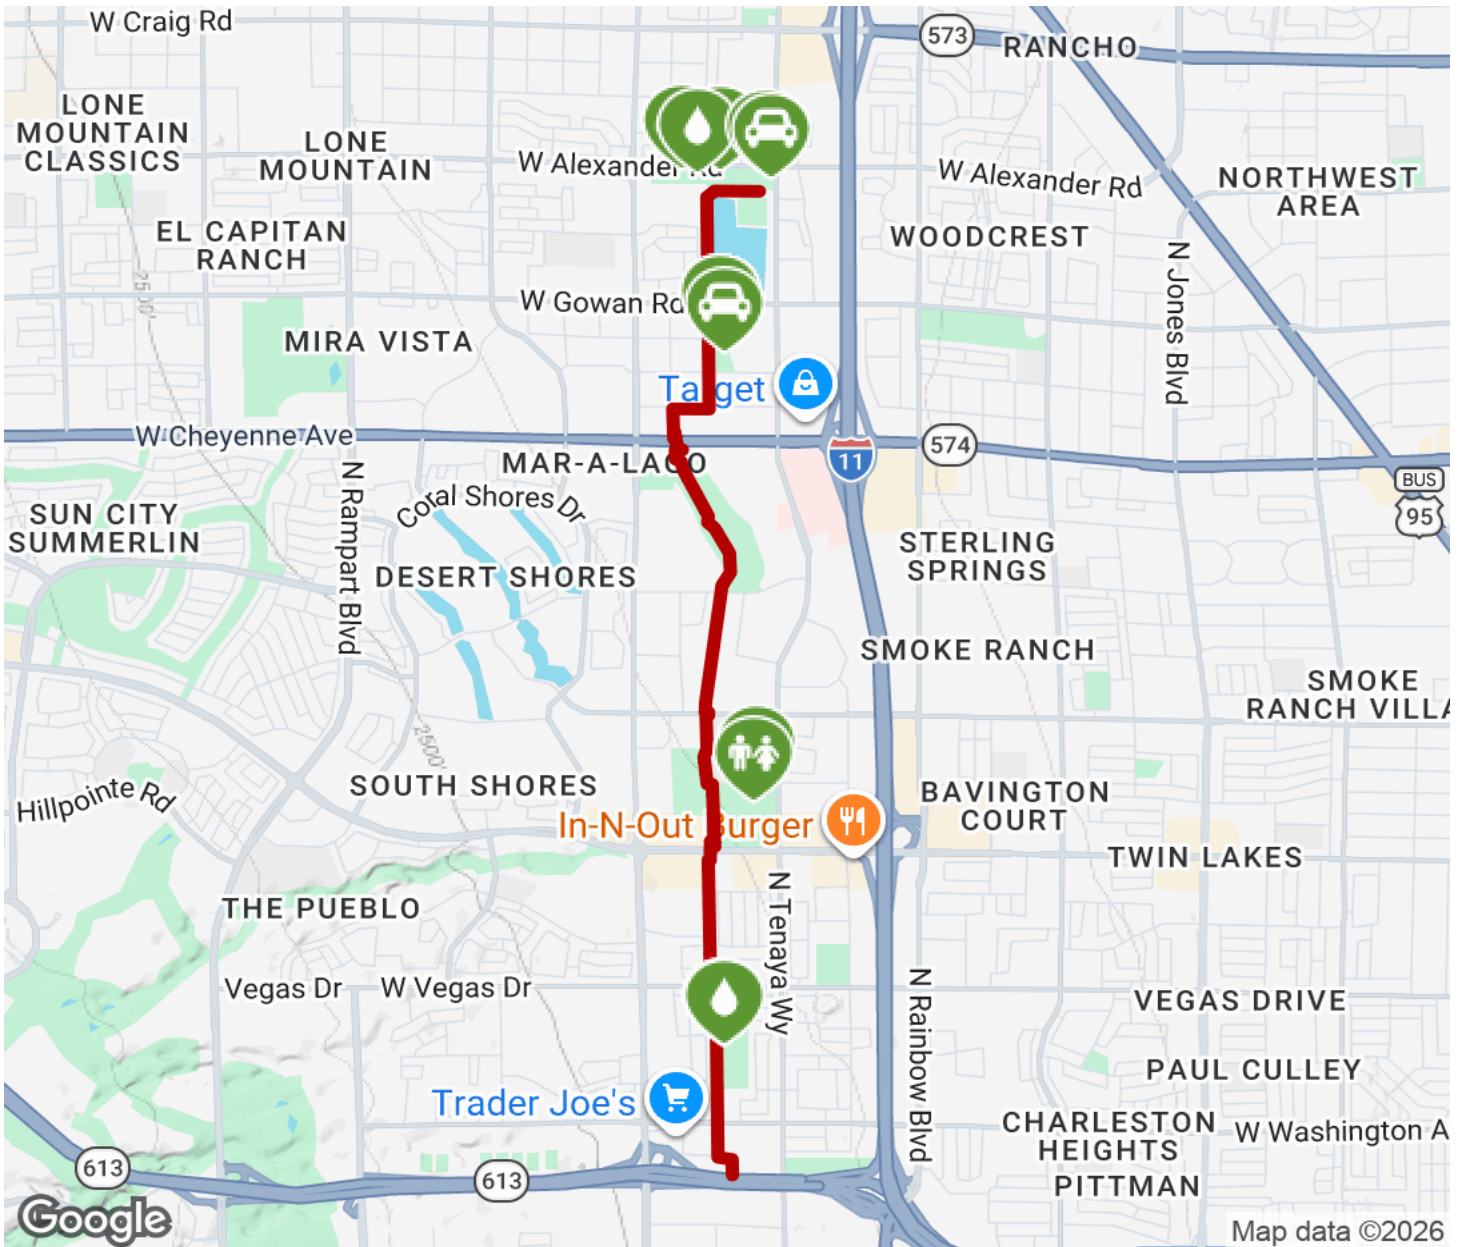 W Craig Rd
573
RANCHO
LONE
MOUNTAIN
CLASSICS
LONE
MOUNTAIN
W Alexander Rd
W Alexander Rd
NORTHWEST
AREA
EL CAPITAN
RANCH
WOODCREST
N Jones Blvd
2500'
W Gowan Rd
MIRA VISTA
Target
W Cheyenne Ave
574
11
MAR-A-LAGO
BUS
95
N Rampart Blvd
Coral Shores Dr
SUN CITY
SUMMERLIN
STERLING
SPRINGS
DESERT SHORES
SMOKE RANCH
SMOKE
RANCH VILLA
2500'
SOUTH SHORES
Hillpointe Rd
BAVINGTON
COURT
In-N-Out Burger
TWIN LAKES
N Tenaya Wy
THE PUEBLO
Vegas Dr
W Vegas Dr
N Rainbow Blvd
VEGAS DRIVE
PAUL CULLEY
Trader Joe's
CHARLESTON
HEIGHTS
W Washington A
PITTMAN
613
613
Google
Map data ©2026